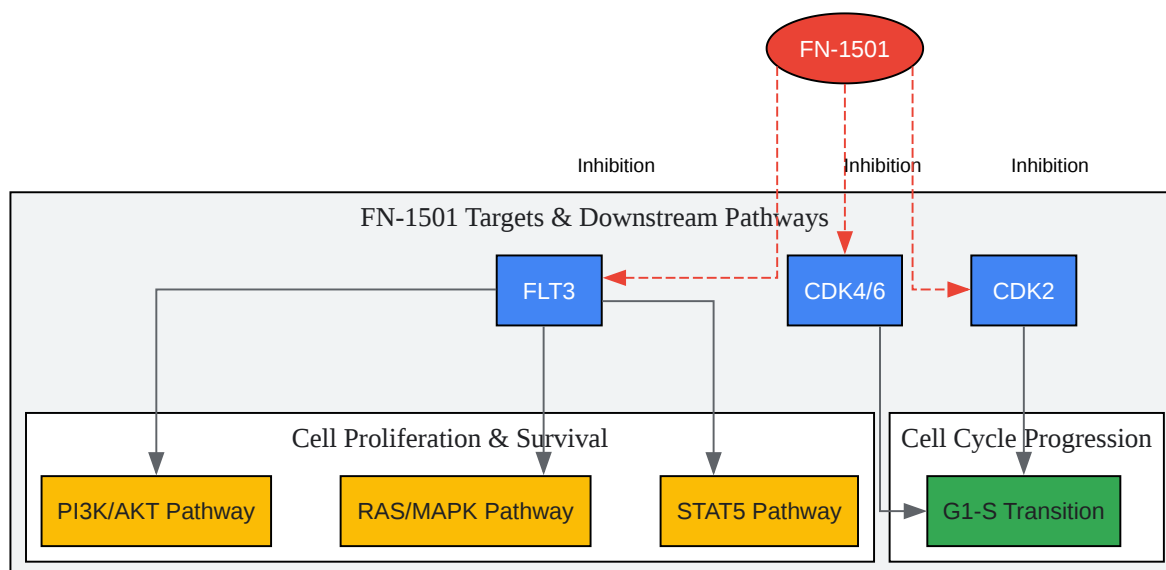 FN-1501
Inhibition
Inhibition
Inhibition
FN-1501 Targets & Downstream Pathways
FLT3
CDK4/6
CDK2
Cell Proliferation & Survival
Cell Cycle Progression
PI3K/AKT Pathway
RAS/MAPK Pathway
STAT5 Pathway
G1-S Transition